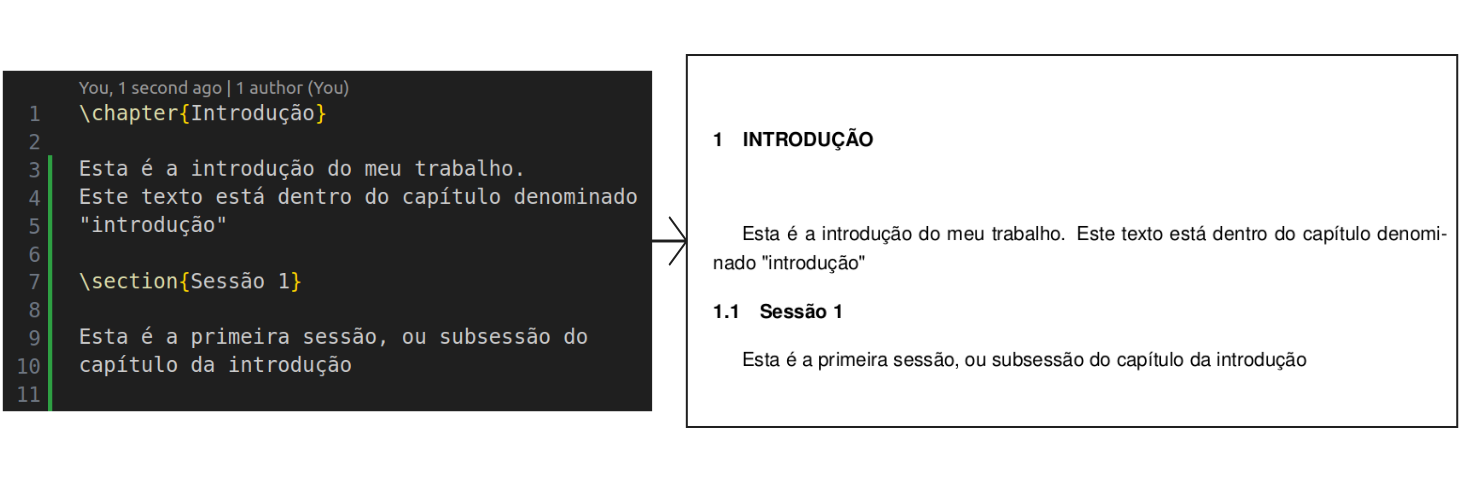 You, 1 second ago | 1 author (You)
1 \chapter{Introdução}
2
3 Esta é a introdução do meu trabalho.
4 Este texto está dentro do capítulo denominado
5 "introdução"
6
7 \section{Sessão 1}
8
9 Esta é a primeira sessão, ou subsessão do
10 capítulo da introdução
11
1 INTRODUÇÃO
Esta é a introdução do meu trabalho. Este texto está dentro do capítulo denomi-
nado "introdução"
1.1 Sessão 1
Esta é a primeira sessão, ou subsessão do capítulo da introdução